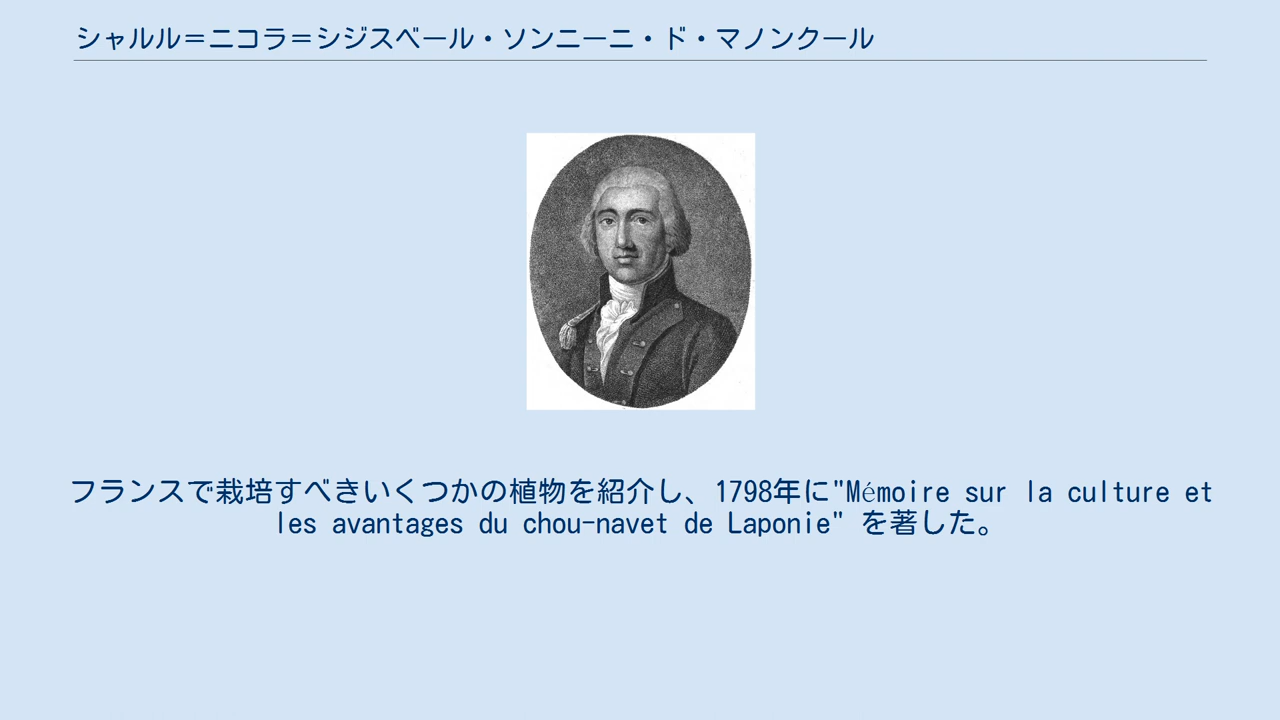 シャルル＝ニコラ＝シジスベール・ソンニーニ・ド・マノンクール
フランスで栽培すべきいくつかの植物を紹介し、1798年に"Mémoire sur la culture et
les avantages du chou-navet de Laponie" を著した。